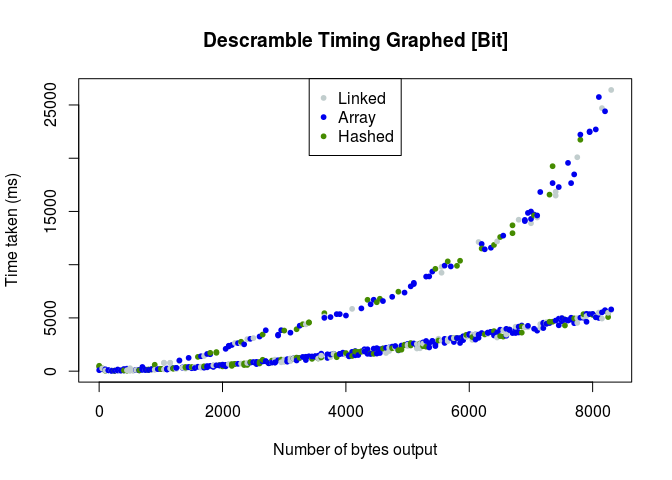 Descramble Timing Graphed [Bit]
Linked
Array
Hashed
Time taken (ms)
25000
15000
5000
0
0 2000 4000 6000 8000
Number of bytes output